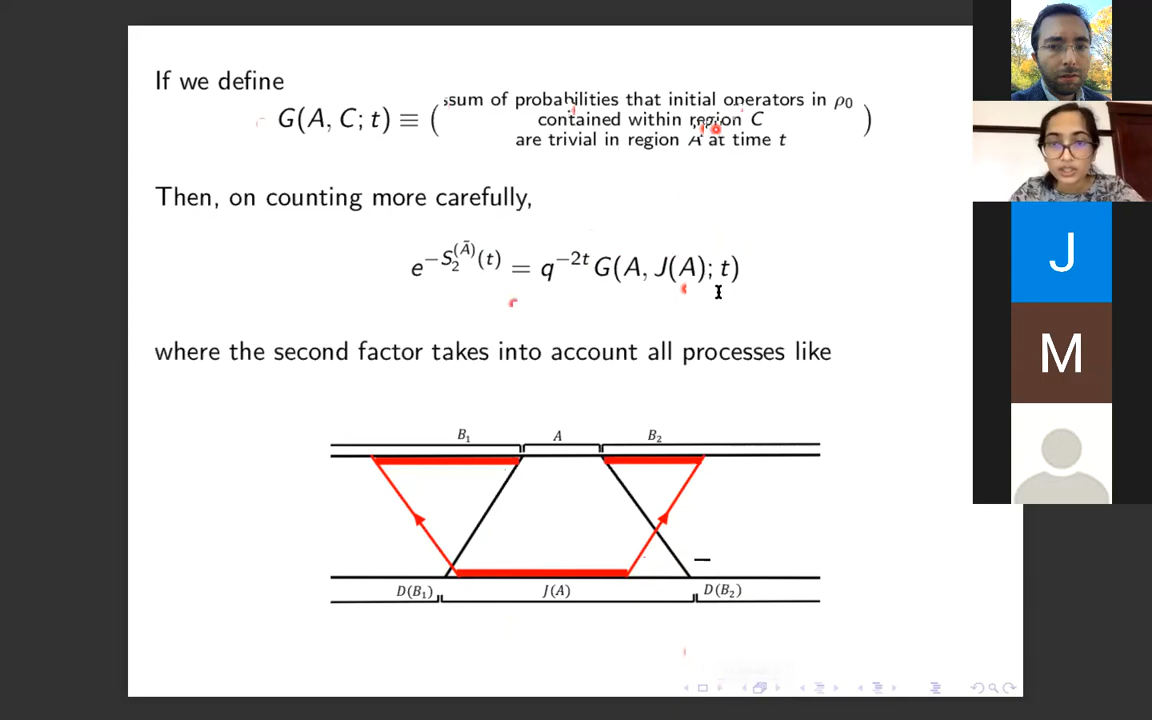 If we define
G(A, C; t) ≡ ( sum of probabilities that initial operators in ρ₀
contained within region C
are trivial in region A at time t )
Then, on counting more carefully,
e^{−S_2^{(Ā)}(t)} = q^{−2t} G(A, J(A); t)
where the second factor takes into account all processes like
B₁ A B₂
D(B₁) J(A) D(B₂)
J
M